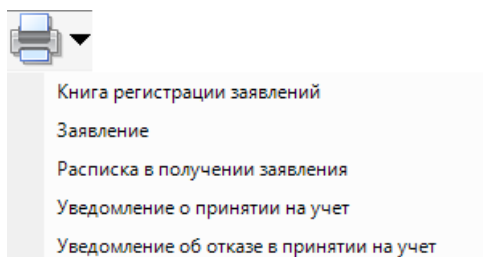 Книга регистрации заявлений
Заявление
Расписка в получении заявления
Уведомление о принятии на учет
Уведомление об отказе в принятии на учет